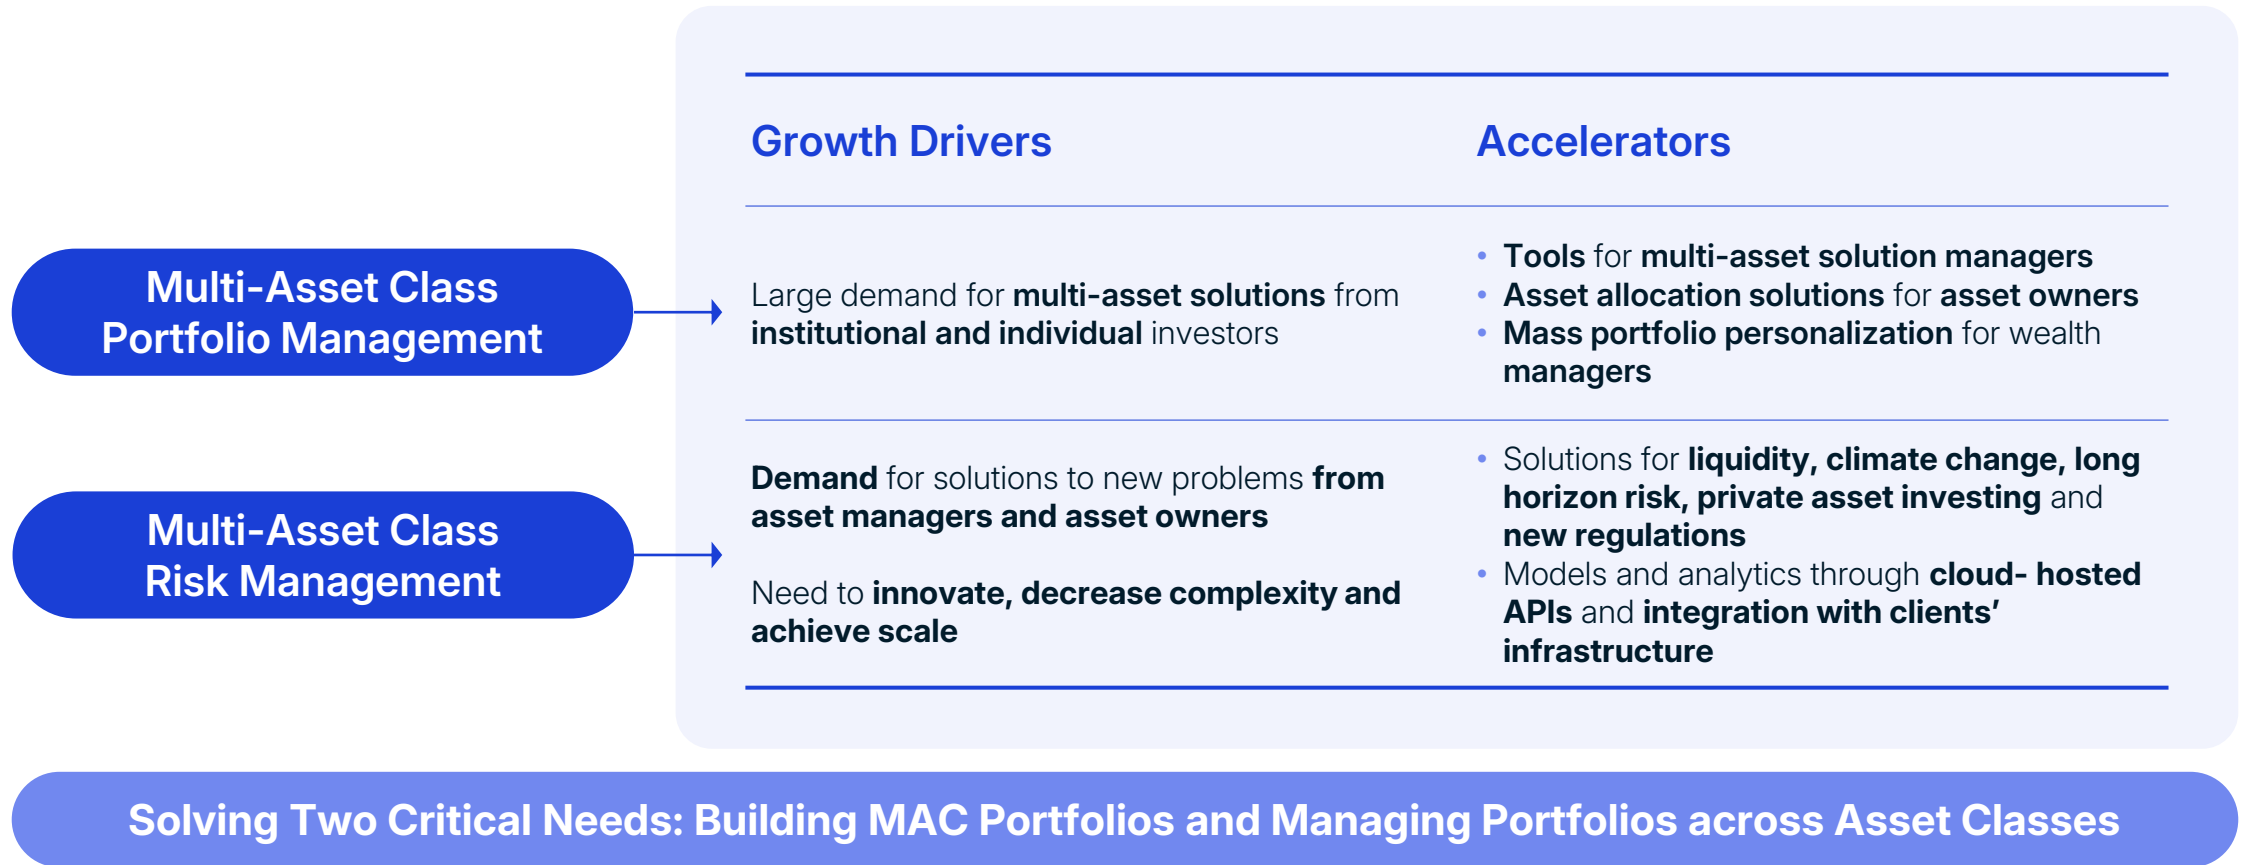 Growth Drivers
Accelerators
Multi-Asset Class
Portfolio Management
Large demand for multi-asset solutions from
institutional and individual investors
• Tools for multi-asset solution managers
• Asset allocation solutions for asset owners
• Mass portfolio personalization for wealth
managers
Multi-Asset Class
Risk Management
Demand for solutions to new problems from
asset managers and asset owners
Need to innovate, decrease complexity and
achieve scale
• Solutions for liquidity, climate change, long
horizon risk, private asset investing and
new regulations
• Models and analytics through cloud- hosted
APIs and integration with clients’
infrastructure
Solving Two Critical Needs: Building MAC Portfolios and Managing Portfolios across Asset Classes